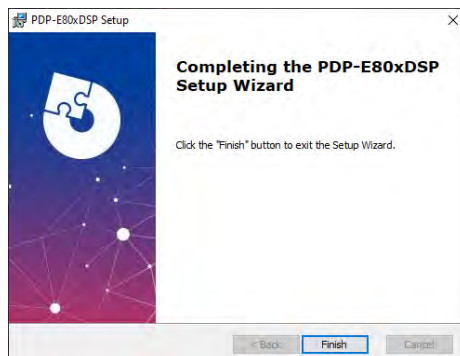 PDP-E80xDSP Setup
Completing the PDP-E80xDSP
Setup Wizard
Click the "Finish" button to exit the Setup Wizard.
< Back
Finish
Cancel